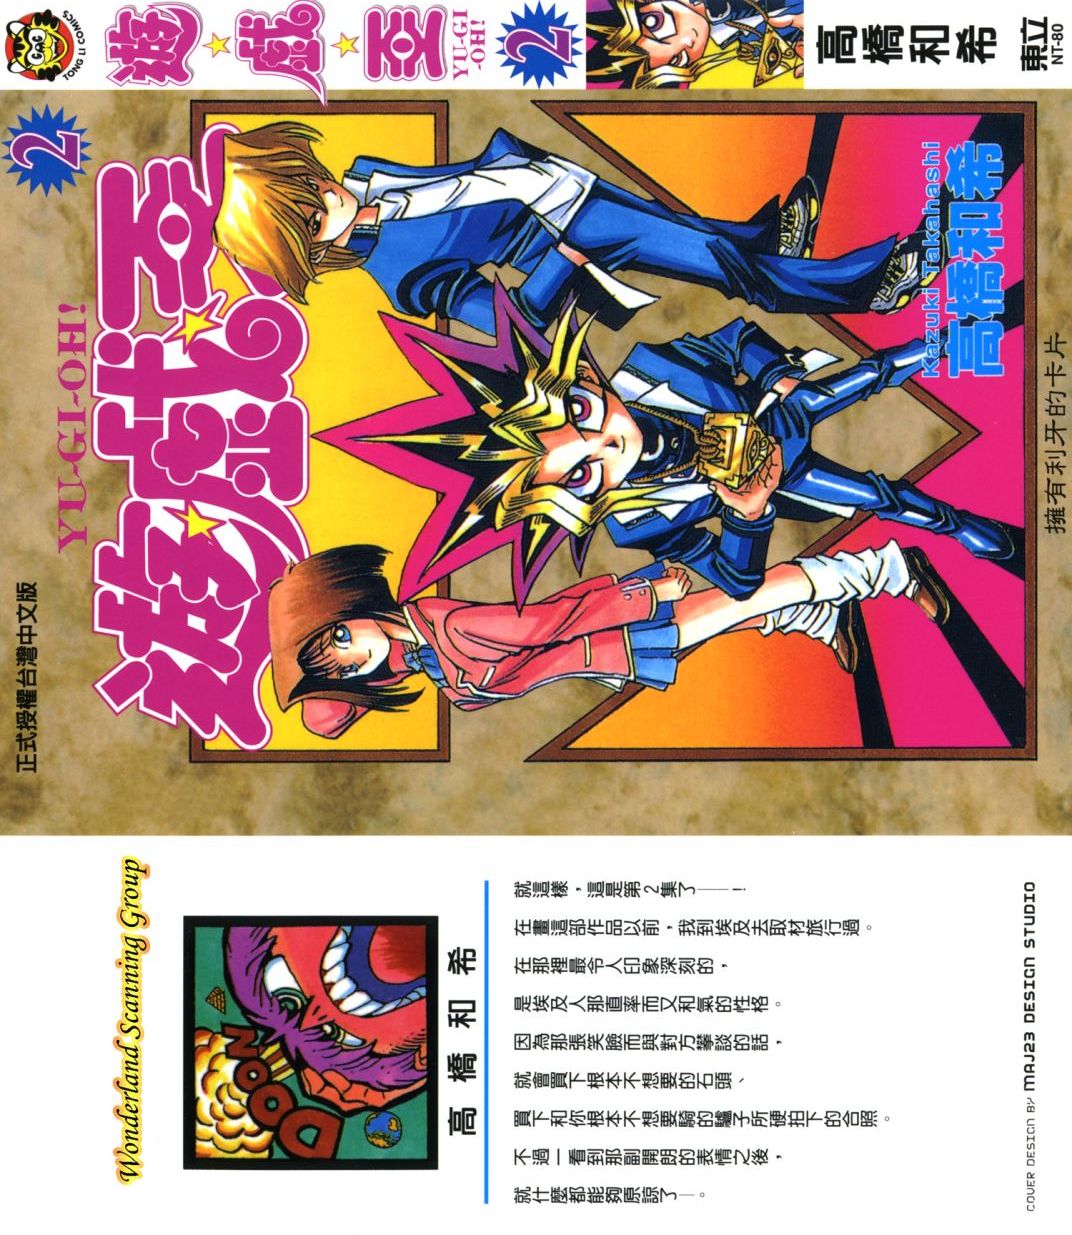 TONG LI COMICS
遊☆戲☆王
YU-GI
-OH!
2
高橋和希
東立
NT-80
2
正式授權台灣中文版
YU-GI-OH!
遊☆戲☆王
Kazuki Takahashi
高橋和希
擁有利牙的卡片
Wonderland Scanning Group
DOON
高橋和希
就這樣，這是第2集了——！
在畫這部作品以前，我到埃及去取材旅行過。
在那裡最令人印象深刻的，
是埃及人那直率而又和氣的性格。
因為那張笑臉而與對方攀談的話，
就會買下根本不想要的石頭、
買下和你根本不想要騎的驢子所硬拍下的合照。
不過一看到那副開朗的表情之後，
就什麼都能夠原諒了—。
COVER DESIGN BY MAJ23 DESIGN STUDIO